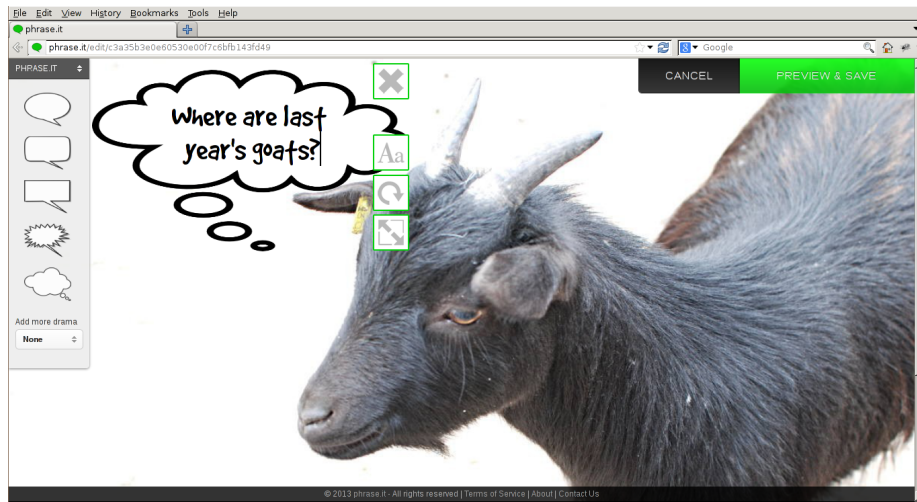 File Edit View History Bookmarks Tools Help
phrase.it
phrase.it/edit/c3a35b3e0e60530e00f7c6bfb143fd49
Google
PHRASE.IT
CANCEL
PREVIEW & SAVE
Where are last
year's goats?
Aa
Add more drama
None
© 2013 phrase.it - All rights reserved | Terms of Service | About | Contact Us